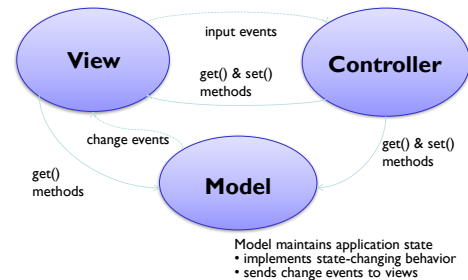 input events
View
Controller
get() & set()
methods
change events
get() & set()
methods
get()
methods
Model
Model maintains application state
• implements state-changing behavior
• sends change events to views